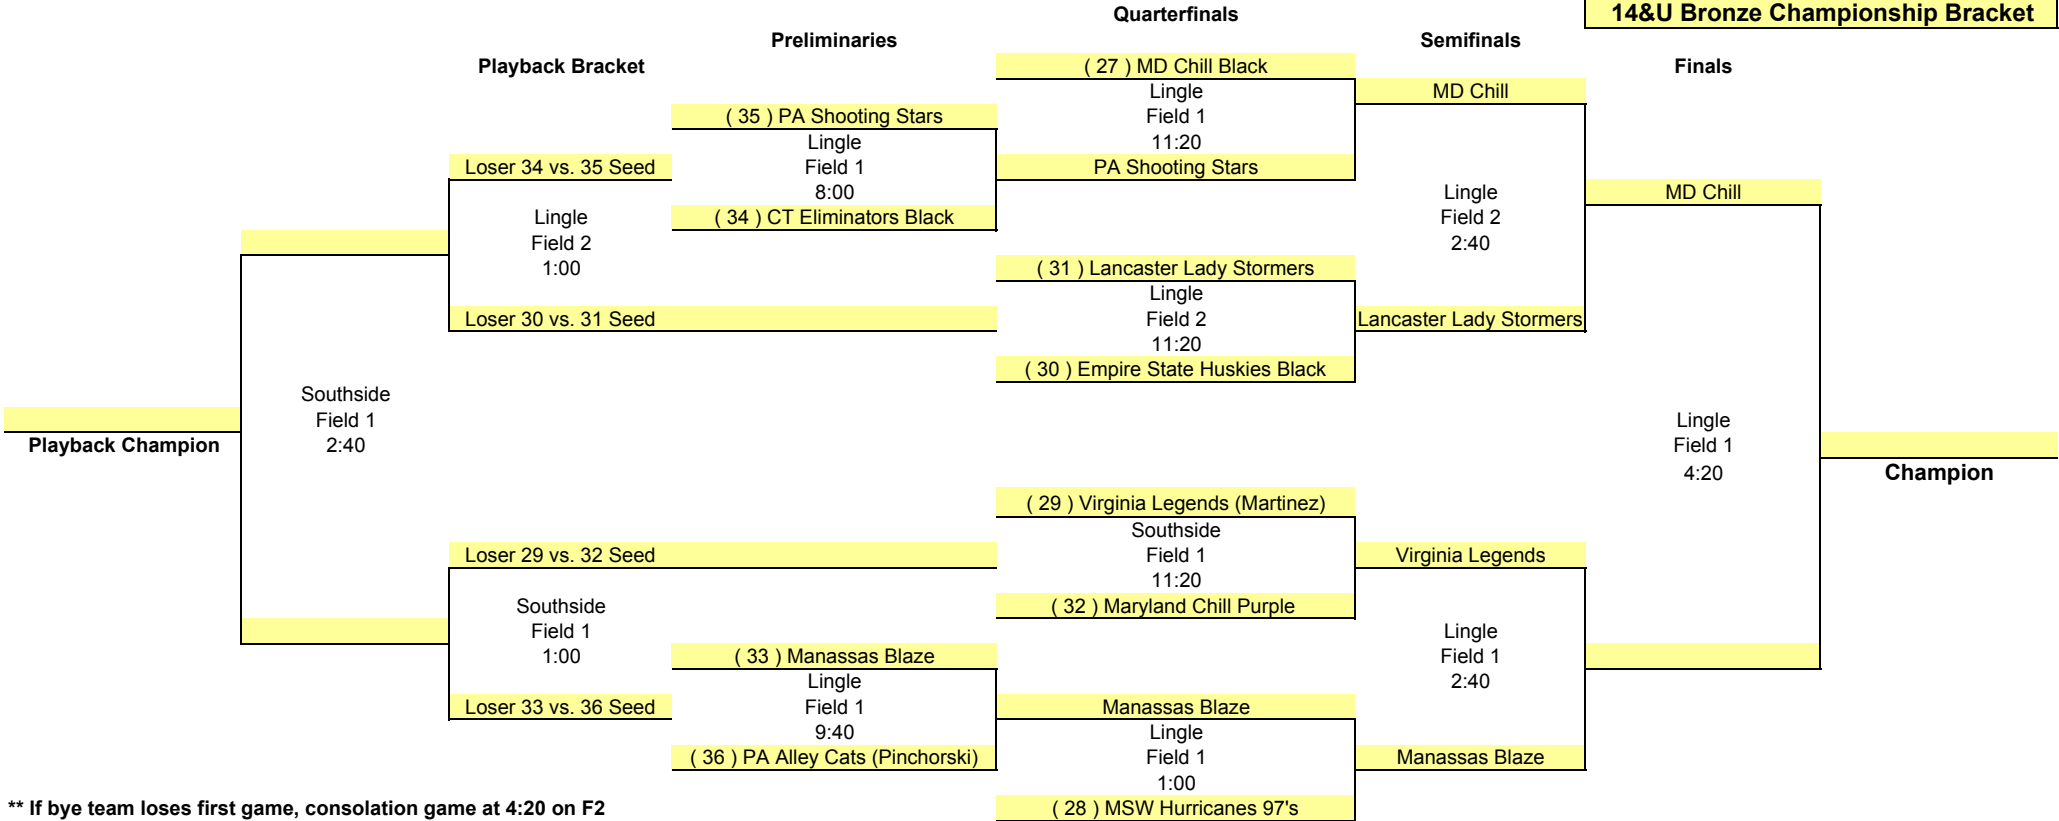 14&U Bronze Championship Bracket
Quarterfinals
Preliminaries
Semifinals
Playback Bracket
Finals
( 27 ) MD Chill Black
Lingle
Field 1
11:20
PA Shooting Stars
MD Chill
( 35 ) PA Shooting Stars
Lingle
Field 1
8:00
( 34 ) CT Eliminators Black
Loser 34 vs. 35 Seed
Lingle
Field 2
1:00
Loser 30 vs. 31 Seed
( 31 ) Lancaster Lady Stormers
Lingle
Field 2
11:20
( 30 ) Empire State Huskies Black
Lingle
Field 2
2:40
Lancaster Lady Stormers
MD Chill
Southside
Field 1
2:40
Playback Champion
Lingle
Field 1
4:20
Champion
( 29 ) Virginia Legends (Martinez)
Southside
Field 1
11:20
( 32 ) Maryland Chill Purple
Loser 29 vs. 32 Seed
Southside
Field 1
1:00
Loser 33 vs. 36 Seed
Virginia Legends
Lingle
Field 1
2:40
Manassas Blaze
( 33 ) Manassas Blaze
Lingle
Field 1
9:40
( 36 ) PA Alley Cats (Pinchorski)
Manassas Blaze
Lingle
Field 1
1:00
( 28 ) MSW Hurricanes 97's
** If bye team loses first game, consolation game at 4:20 on F2